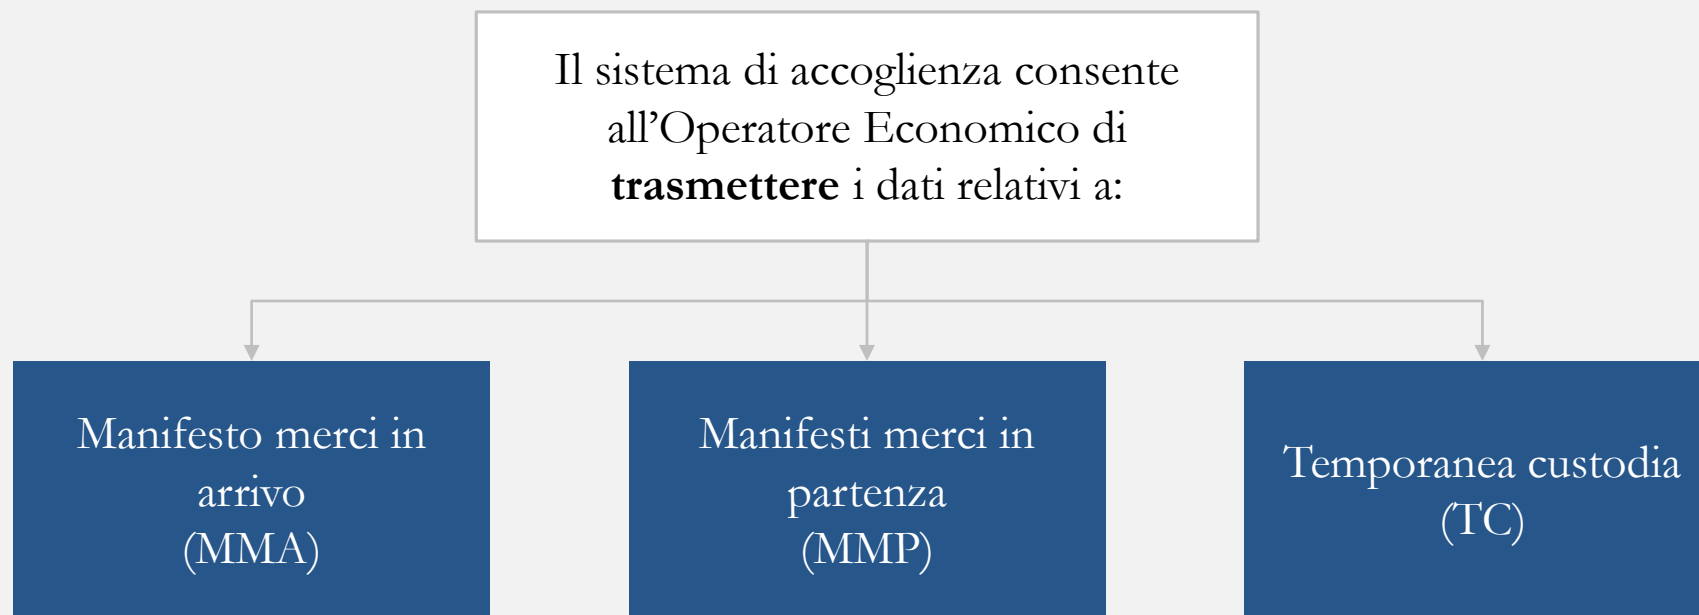 Il sistema di accoglienza consente
all’Operatore Economico di
trasmettere i dati relativi a:
Manifesto merci in
arrivo
(MMA)
Manifesti merci in
partenza
(MMP)
Temporanea custodia
(TC)